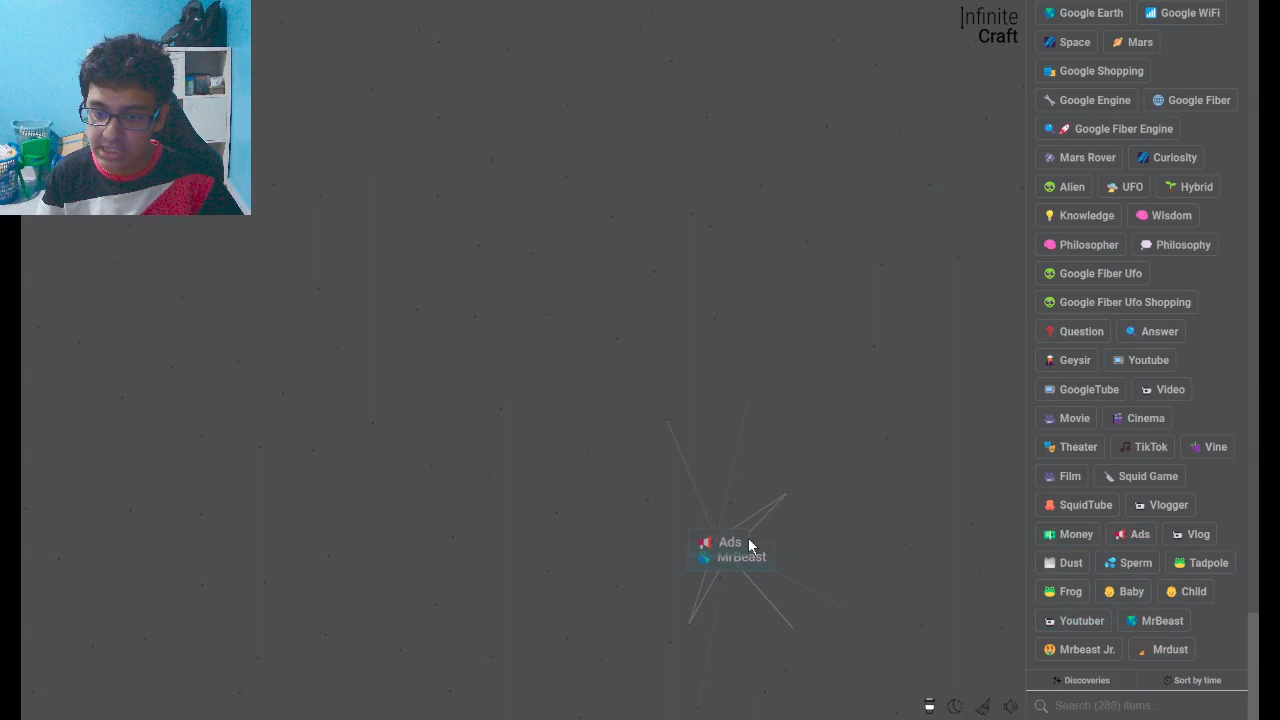 Infinite
Craft
Google Earth Google WiFi
Space Mars
Google Shopping
Google Engine Google Fiber
Google Fiber Engine
Mars Rover Curiosity
Alien UFO Hybrid
Knowledge Wisdom
Philosopher Philosophy
Google Fiber Ufo
Google Fiber Ufo Shopping
Question Answer
Geysir Youtube
GoogleTube Video
Movie Cinema
Theater TikTok Vine
Film Squid Game
SquidTube Vlogger
Money Ads Vlog
Dust Sperm Tadpole
Frog Baby Child
Youtuber MrBeast
Mrbeast Jr. Mrdust
Ads
MrBeast
Discoveries Sort by time
Search (288) items...